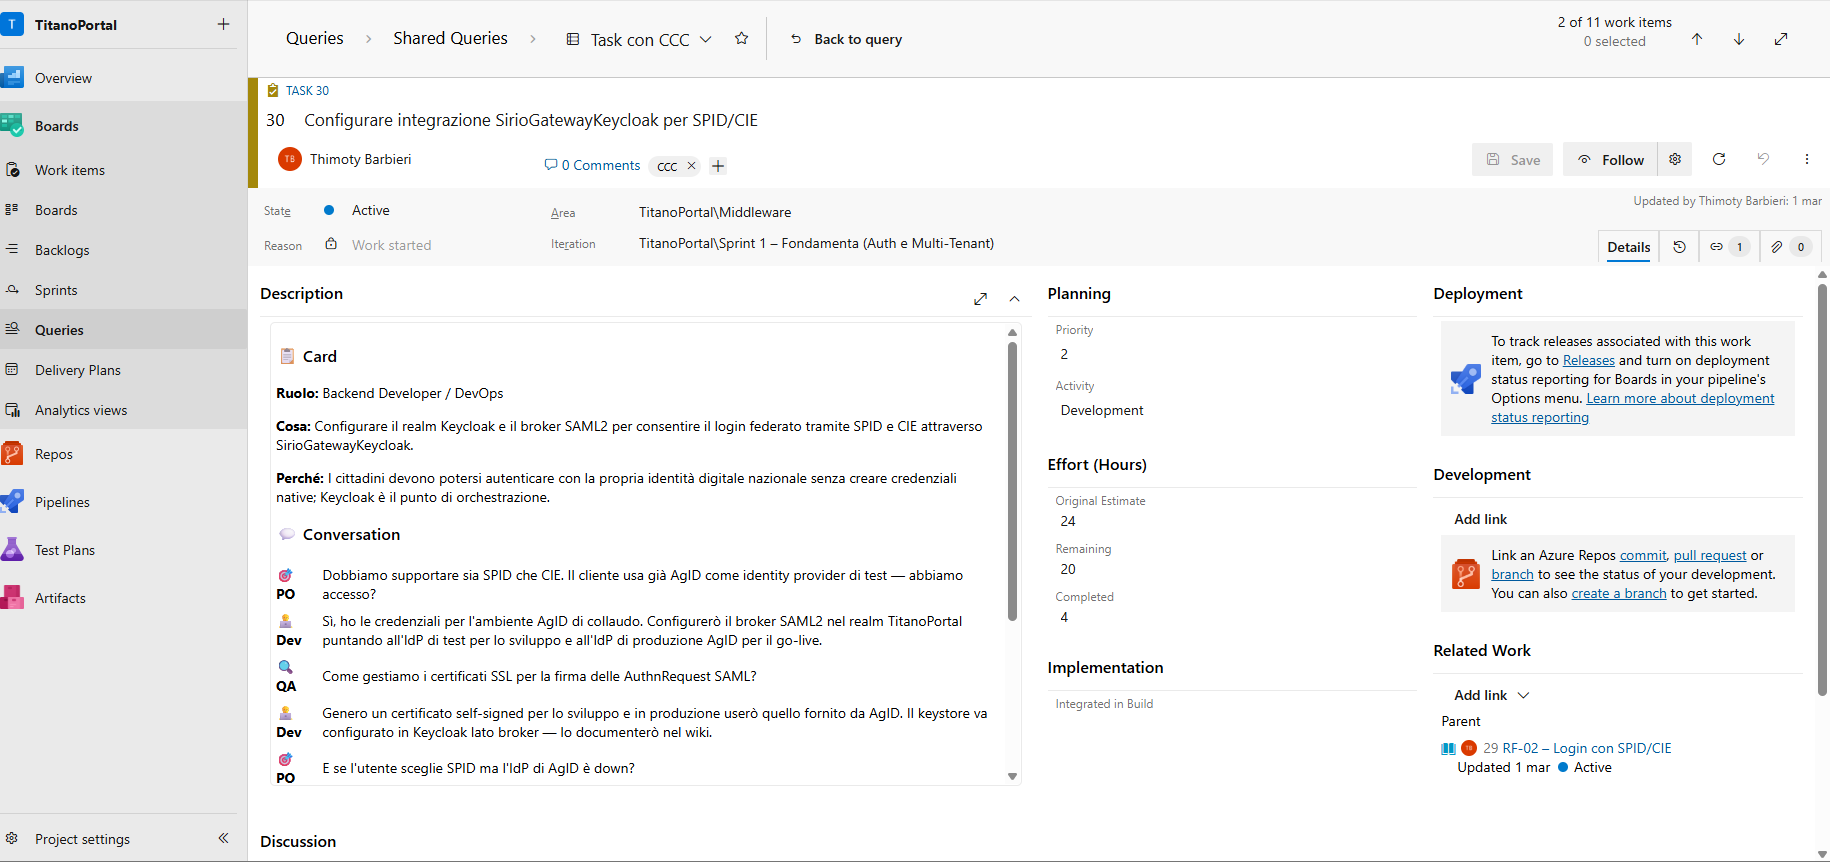 T TitanoPortal
Overview
Boards
Work items
Boards
Backlogs
Sprints
Queries
Delivery Plans
Analytics views
Repos
Pipelines
Test Plans
Artifacts
Project settings
Queries
Shared Queries
Task con CCC
Back to query
2 of 11 work items
0 selected
TASK 30
30 Configurare integrazione SirioGatewayKeycloak per SPID/CIE
TB Thimoty Barbieri
0 Comments
CCC
Save
Follow
State
Active
Area
TitanoPortal\Middleware
Reason
Work started
Iteration
TitanoPortal\Sprint 1 – Fondamenta (Auth e Multi-Tenant)
Updated by Thimoty Barbieri: 1 mar
Details
1
0
Description
Card
Ruolo: Backend Developer / DevOps
Cosa: Configurare il realm Keycloak e il broker SAML2 per consentire il login federato tramite SPID e CIE attraverso
SirioGatewayKeycloak.
Perché: I cittadini devono potersi autenticare con la propria identità digitale nazionale senza creare credenziali
native; Keycloak è il punto di orchestrazione.
Conversation
PO
Dobbiamo supportare sia SPID che CIE. Il cliente usa già AgID come identity provider di test — abbiamo
accesso?
Dev
Sì, ho le credenziali per l'ambiente AgID di collaudo. Configurerò il broker SAML2 nel realm TitanoPortal
puntando all'IdP di test per lo sviluppo e all'IdP di produzione AgID per il go-live.
QA
Come gestiamo i certificati SSL per la firma delle AuthnRequest SAML?
Dev
Genero un certificato self-signed per lo sviluppo e in produzione userò quello fornito da AgID. Il keystore va
configurato in Keycloak lato broker — lo documenterò nel wiki.
PO
E se l'utente sceglie SPID ma l'IdP di AgID è down?
Discussion
Planning
Priority
2
Activity
Development
Effort (Hours)
Original Estimate
24
Remaining
20
Completed
4
Implementation
Integrated in Build
Deployment
To track releases associated with this work
item, go to Releases and turn on deployment
status reporting for Boards in your pipeline's
Options menu. Learn more about deployment
status reporting
Development
Add link
Link an Azure Repos commit, pull request or
branch to see the status of your development.
You can also create a branch to get started.
Related Work
Add link
Parent
TB 29 RF-02 – Login con SPID/CIE
Updated 1 mar Active